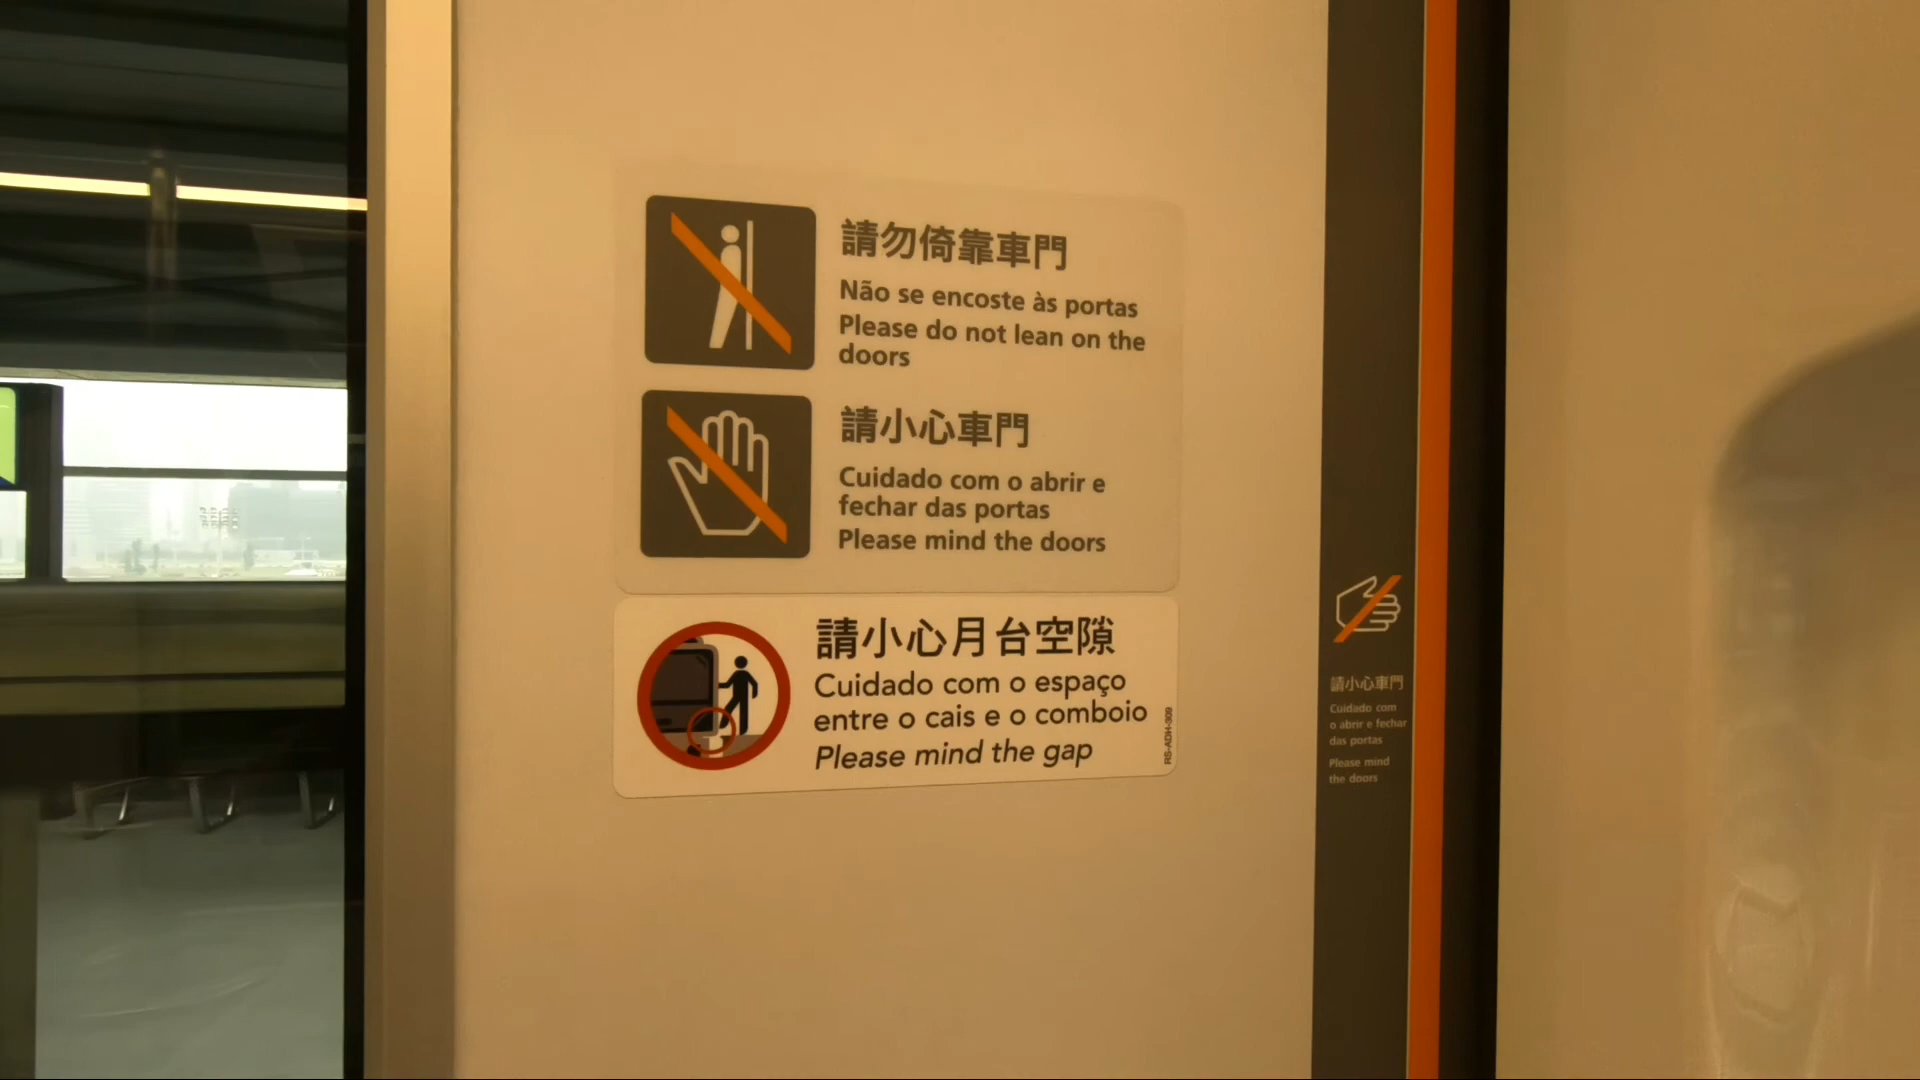 請勿倚靠車門
Não se encoste às portas
Please do not lean on the
doors
請小心車門
Cuidado com o abrir e
fechar das portas
Please mind the doors
請小心月台空隙
Cuidado com o espaço
entre o cais e o comboio
Please mind the gap
RS-ADH-309
請小心車門
Cuidado com
o abrir e fechar
das portas
Please mind
the doors